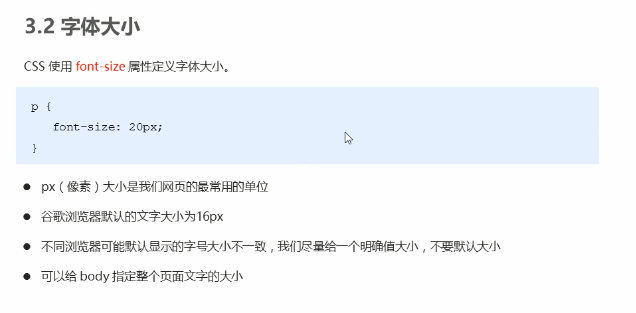 3.2 字体大小
CSS 使用 font-size 属性定义字体大小。
p {
font-size: 20px;
}
px（像素）大小是我们网页的最常用的单位
谷歌浏览器默认的文字大小为16px
不同浏览器可能默认显示的字号大小不一致，我们尽量给一个明确值大小，不要默认大小
可以给 body 指定整个页面文字的大小